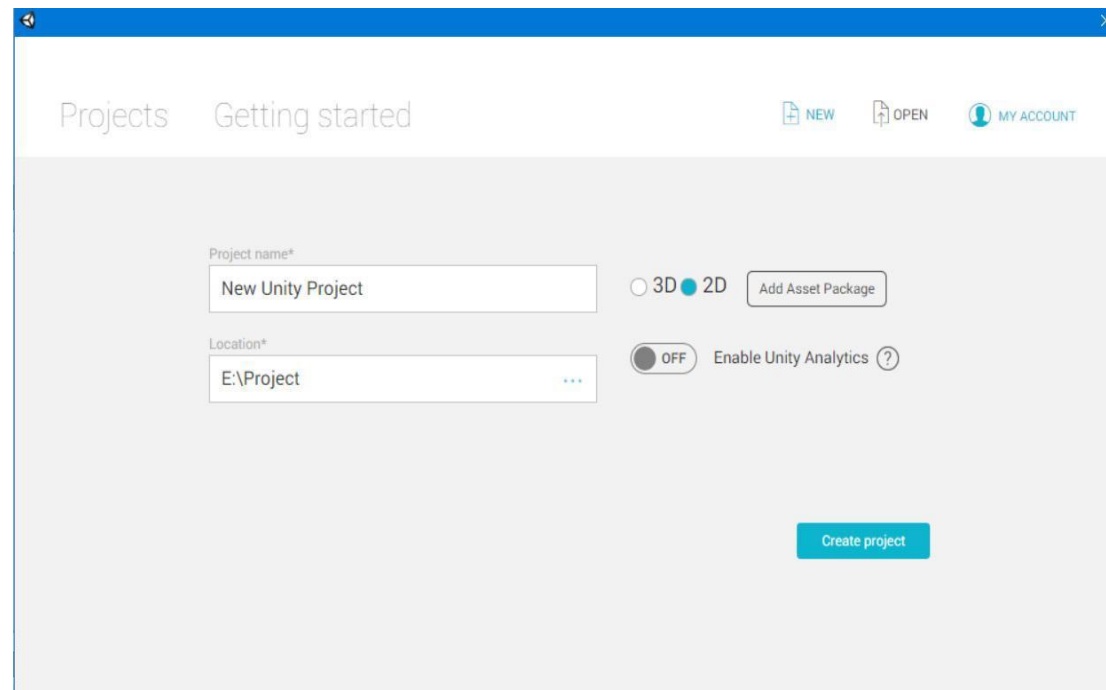 Projects Getting started NEW OPEN MY ACCOUNT
Project name*
New Unity Project
3D 2D Add Asset Package
Location*
E:\Project ...
OFF Enable Unity Analytics ?
Create project